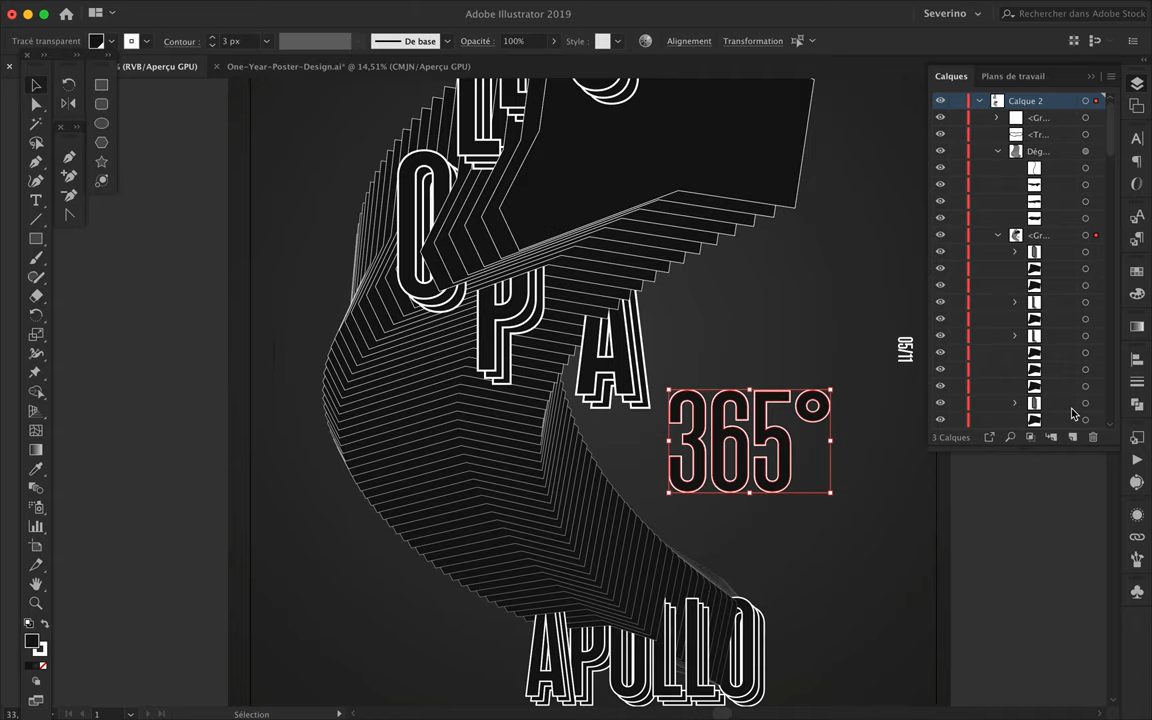 Adobe Illustrator 2019
Severino
Rechercher dans Adobe Stock
Tracé transparent
Contour :
3 px
De base
Opacité :
100%
Style :
Alignement
Transformation
(RVB/Aperçu GPU)
One-Year-Poster-Design.ai* @ 14,51% (CMJN/Aperçu GPU)
Calques
Plans de travail
Calque 2
<Gr...
<Tr...
Dég...
<Gr...
O
P
A
05/11
365°
APOLLO
3 Calques
33,
1
Sélection